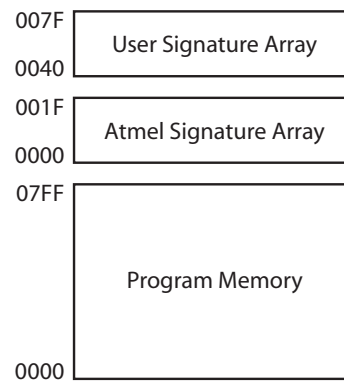 007F
User Signature Array
0040
001F
Atmel Signature Array
0000
07FF
Program Memory
0000